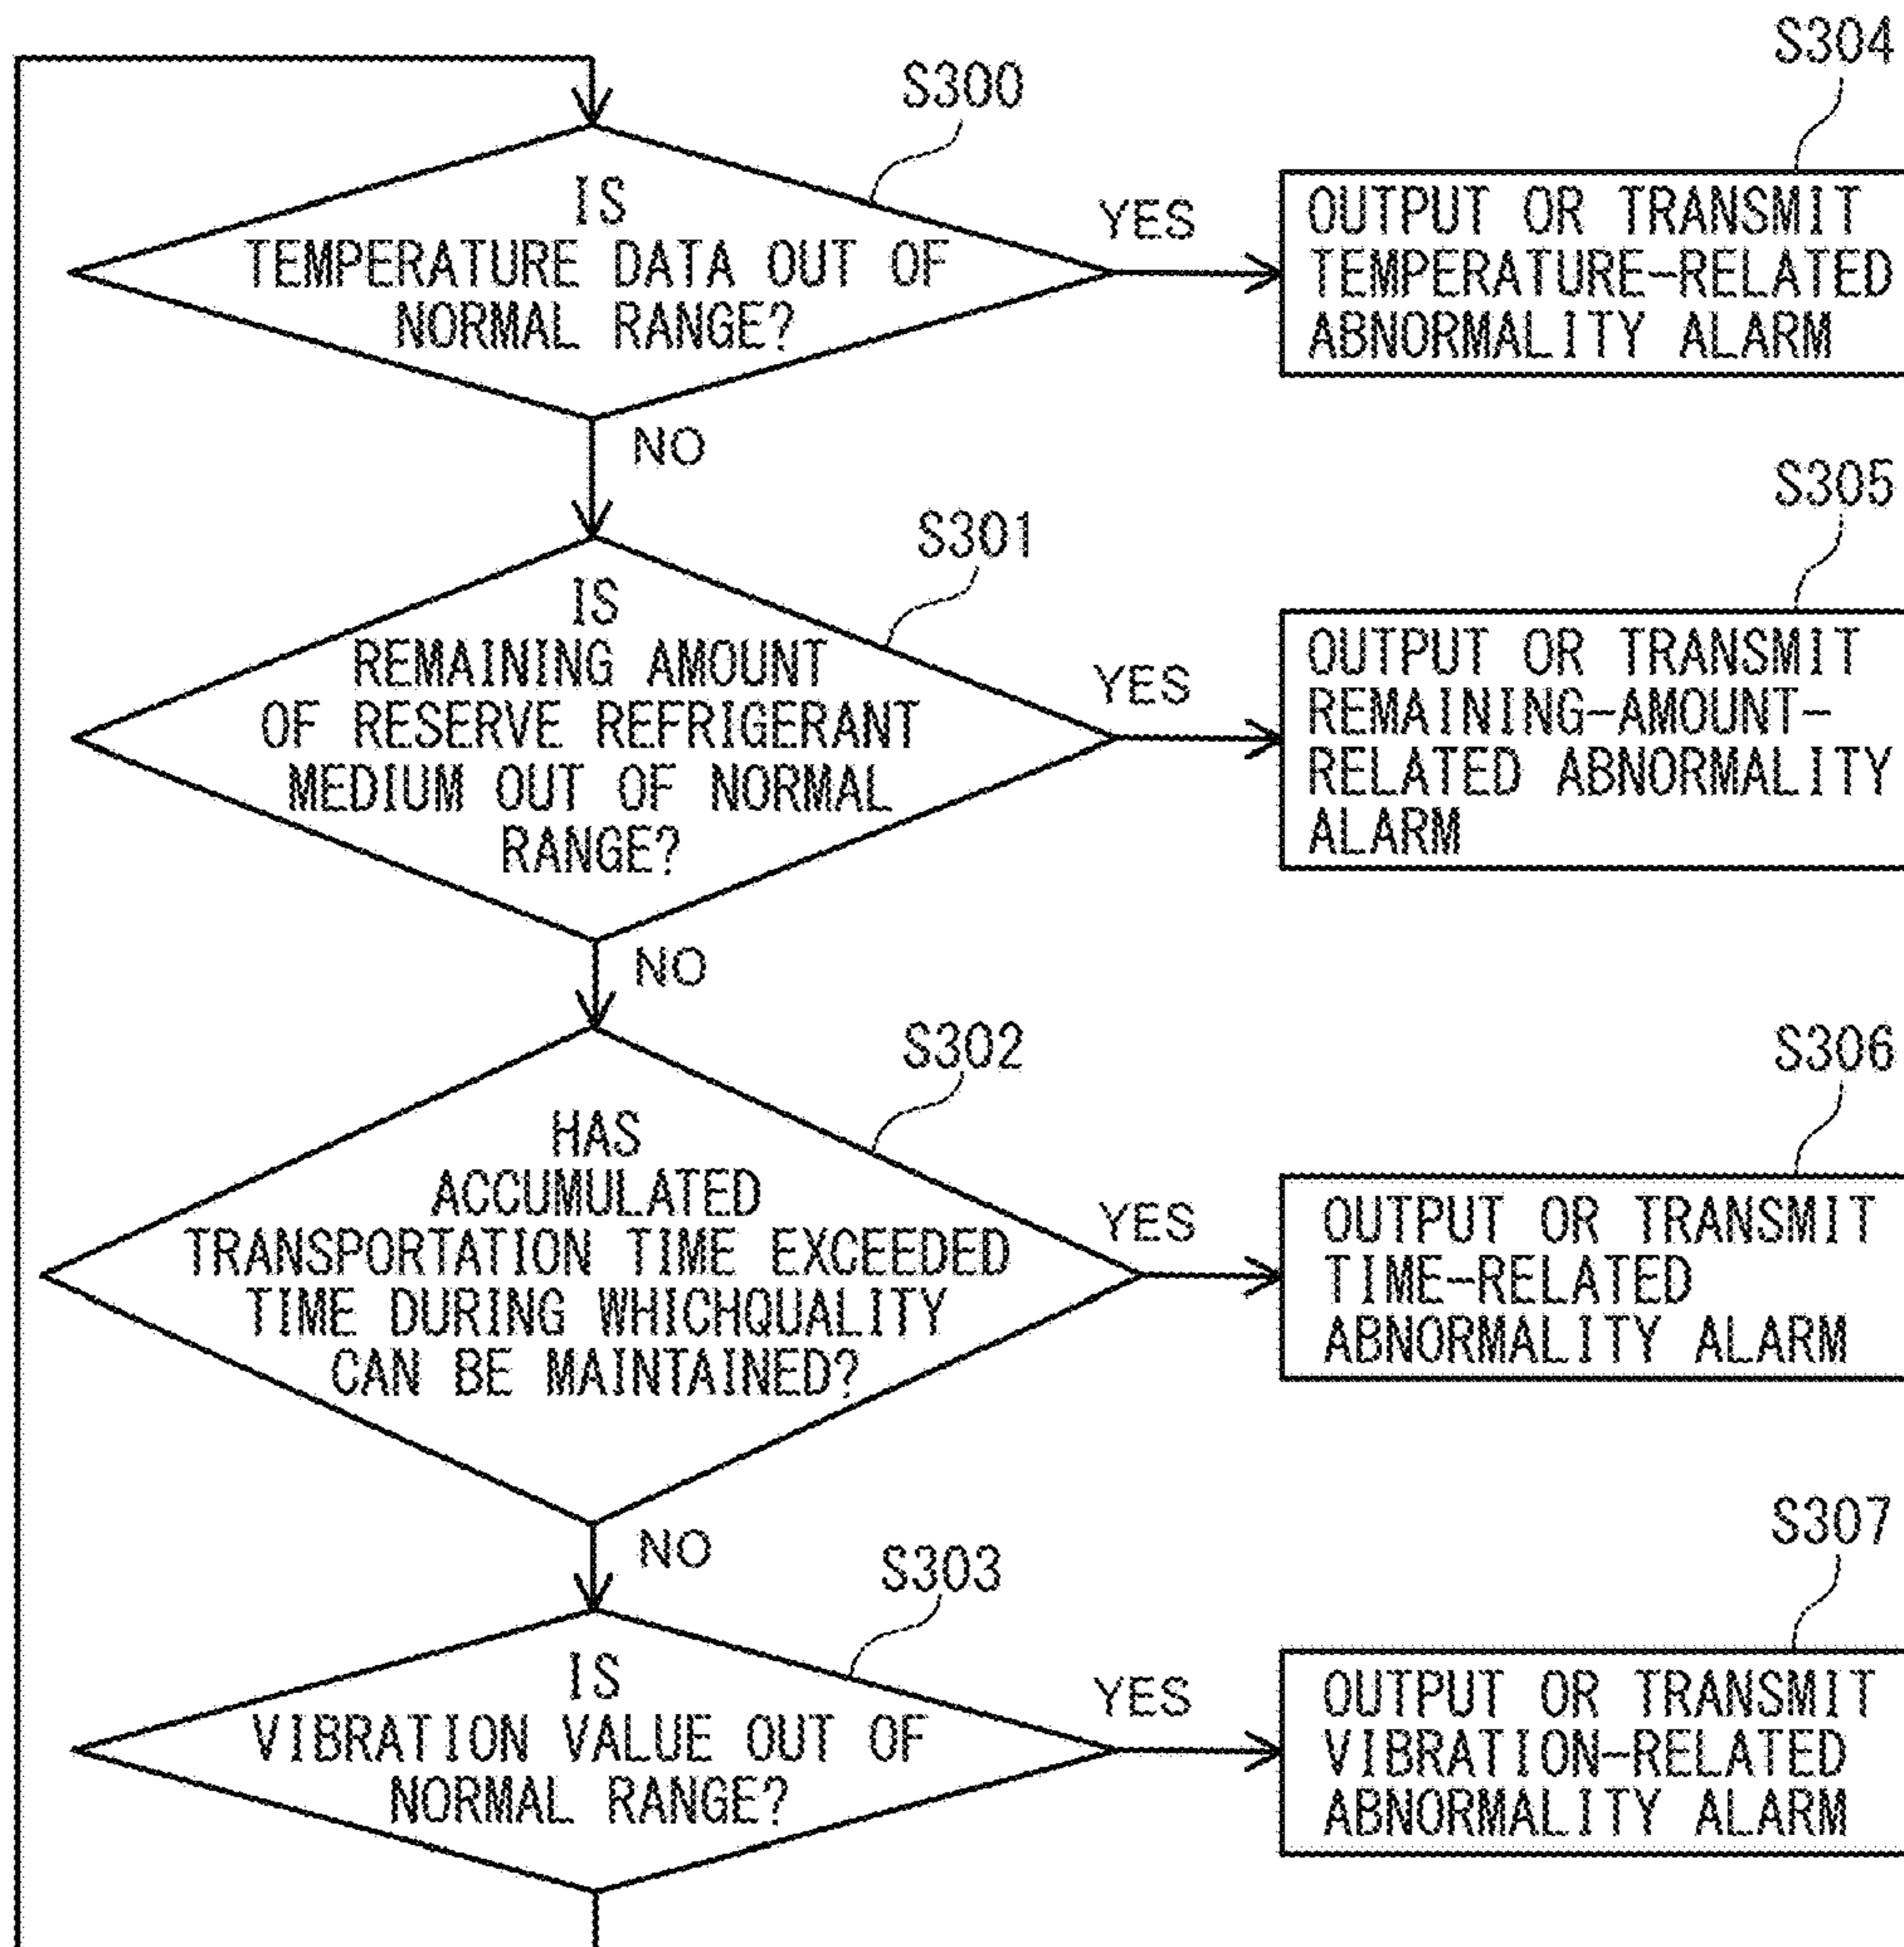 S304
S300
IS
TEMPERATURE DATA OUT OF
NORMAL RANGE?
YES
OUTPUT OR TRANSMIT
TEMPERATURE-RELATED
ABNORMALITY ALARM
NO
S305
S301
IS
REMAINING AMOUNT
OF RESERVE REFRIGERANT
MEDIUM OUT OF NORMAL
RANGE?
YES
OUTPUT OR TRANSMIT
REMAINING-AMOUNT-
RELATED ABNORMALITY
ALARM
NO
S302
S306
HAS
ACCUMULATED
TRANSPORTATION TIME EXCEEDED
TIME DURING WHICHQUALITY
CAN BE MAINTAINED?
YES
OUTPUT OR TRANSMIT
TIME-RELATED
ABNORMALITY ALARM
NO
S303
S307
IS
VIBRATION VALUE OUT OF
NORMAL RANGE?
YES
OUTPUT OR TRANSMIT
VIBRATION-RELATED
ABNORMALITY ALARM